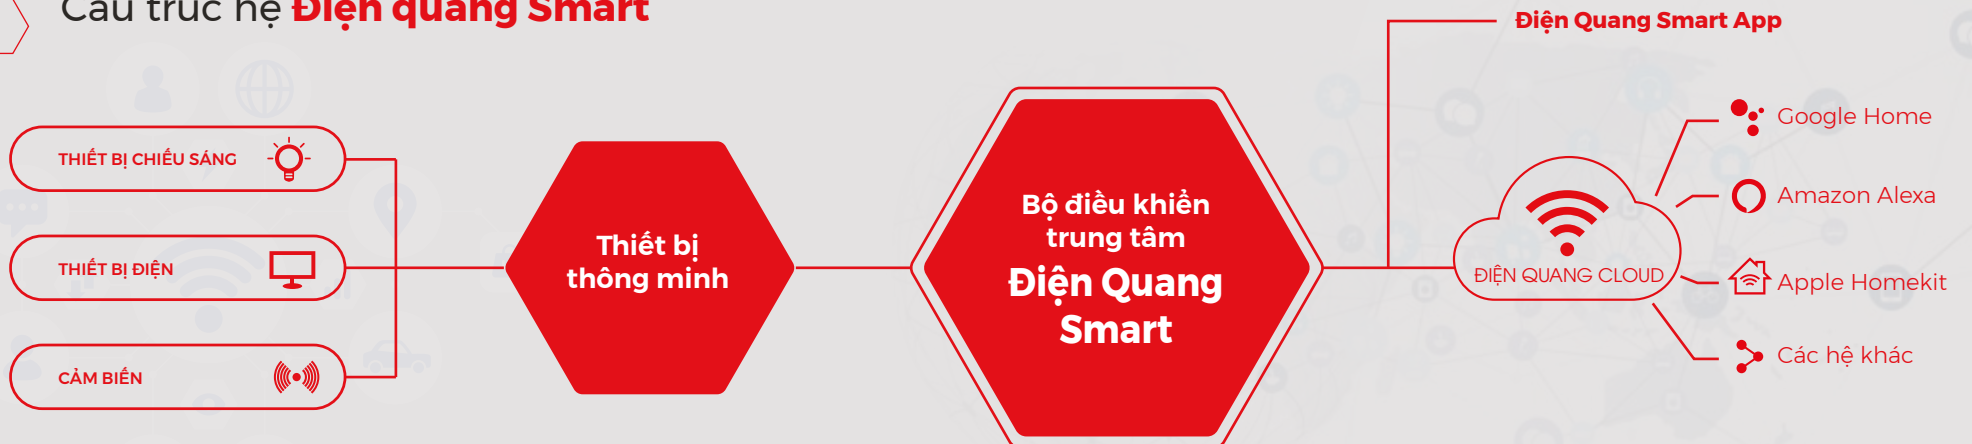 Cấu trúc hệ Điện quang Smart
Điện Quang Smart App
THIẾT BỊ CHIẾU SÁNG
THIẾT BỊ ĐIỆN
CẢM BIẾN
Thiết bị
thông minh
Bộ điều khiển
trung tâm
Điện Quang
Smart
ĐIỆN QUANG CLOUD
Google Home
Amazon Alexa
Apple Homekit
Các hệ khác